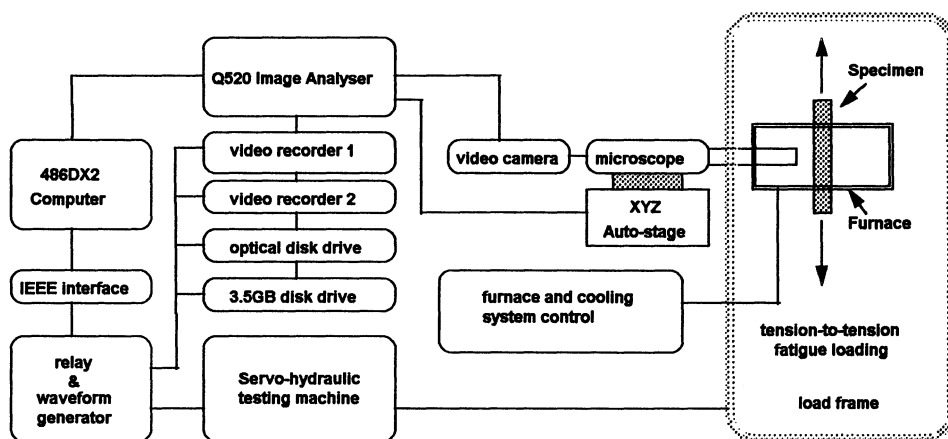 Q520 Image Analyser
video recorder 1
video recorder 2
optical disk drive
3.5GB disk drive
486DX2
Computer
IEEE interface
relay
&
waveform
generator
Servo-hydraulic
testing machine
video camera
microscope
XYZ
Auto-stage
furnace and cooling
system control
Specimen
Furnace
tension-to-tension
fatigue loading
load frame